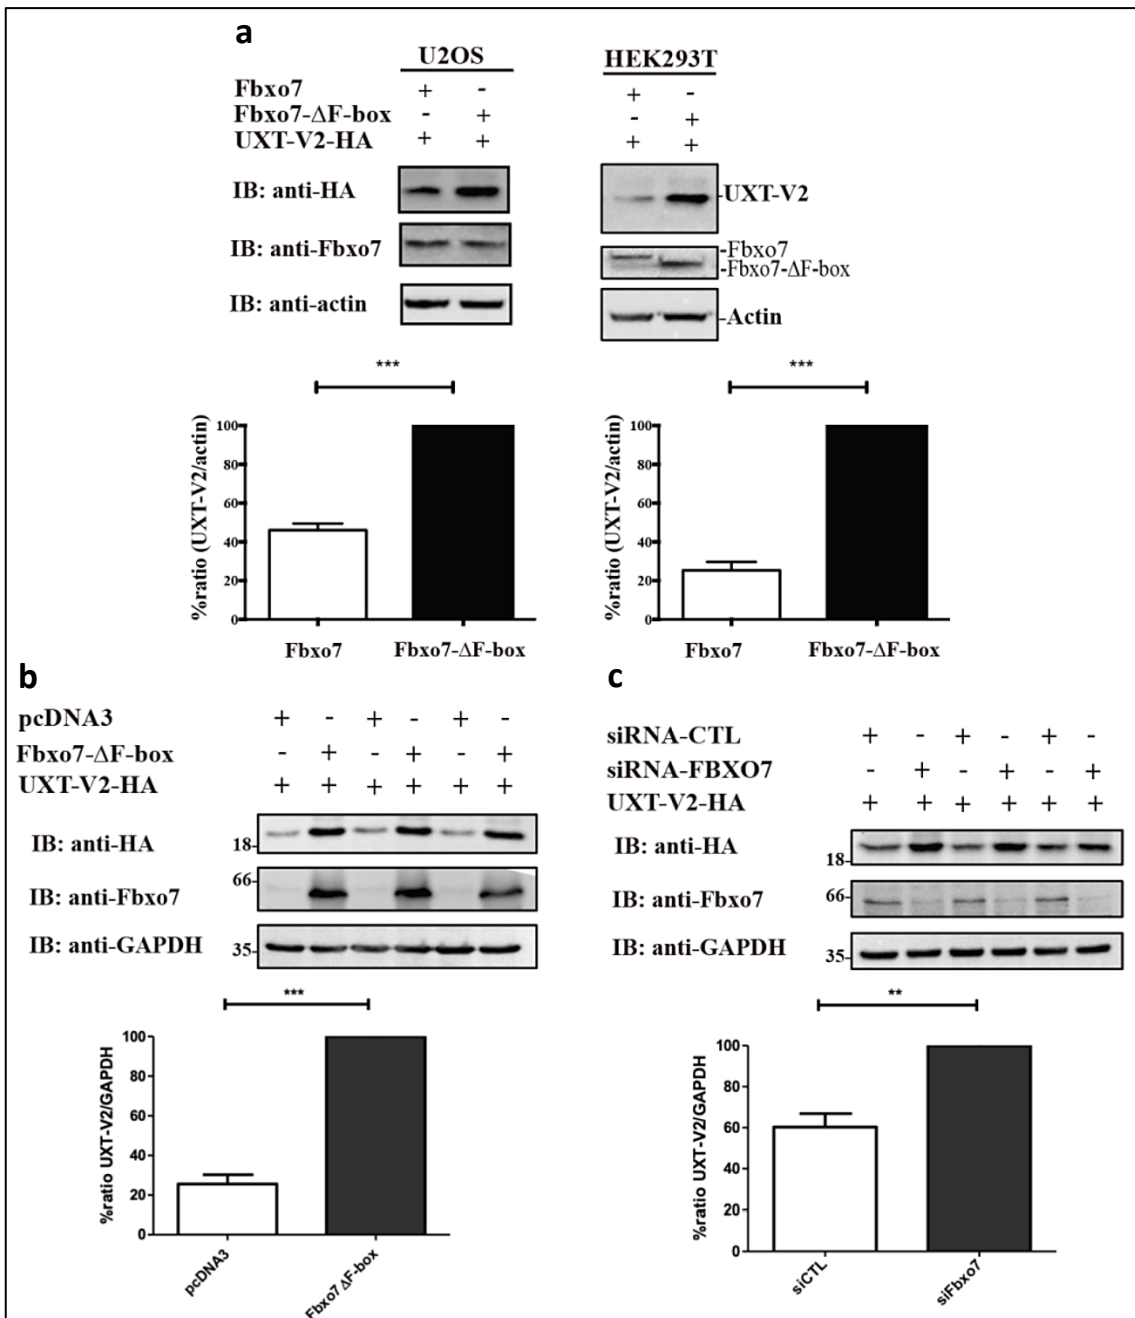 a
U2OS
HEK293T
Fbxo7 + - + -
Fbxo7-ΔF-box - + - +
UXT-V2-HA + + + +
IB: anti-HA
-UXT-V2
IB: anti-Fbxo7
-Fbxo7
-Fbxo7-ΔF-box
IB: anti-actin
-Actin
***
***
%ratio (UXT-V2/actin)
100
80
60
40
20
0
Fbxo7 Fbxo7-ΔF-box
%ratio (UXT-V2/actin)
100
80
60
40
20
0
Fbxo7 Fbxo7-ΔF-box
b
pcDNA3 + - + - + -
Fbxo7-ΔF-box - + - + - +
UXT-V2-HA + + + + + +
IB: anti-HA
18-
IB: anti-Fbxo7
66-
IB: anti-GAPDH
35-
***
%ratio UXT-V2/GAPDH
100
80
60
40
20
0
pcDNA3
Fbxo7 ΔF-box
c
siRNA-CTL + - + - + -
siRNA-FBXO7 - + - + - +
UXT-V2-HA + + + + + +
IB: anti-HA
18-
IB: anti-Fbxo7
66-
IB: anti-GAPDH
35-
**
%ratio UXT-V2/GAPDH
100
80
60
40
20
0
siCTL
siFbxo7